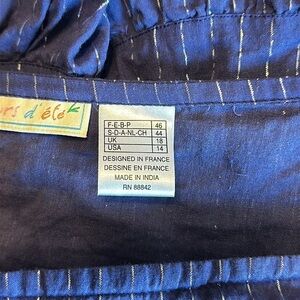 d'été
F-E-B-P 46
S-D-A-NL-CH 44
UK 18
USA 14
DESIGNED IN FRANCE
DESSINE EN FRANCE
MADE IN INDIA
RN 88842